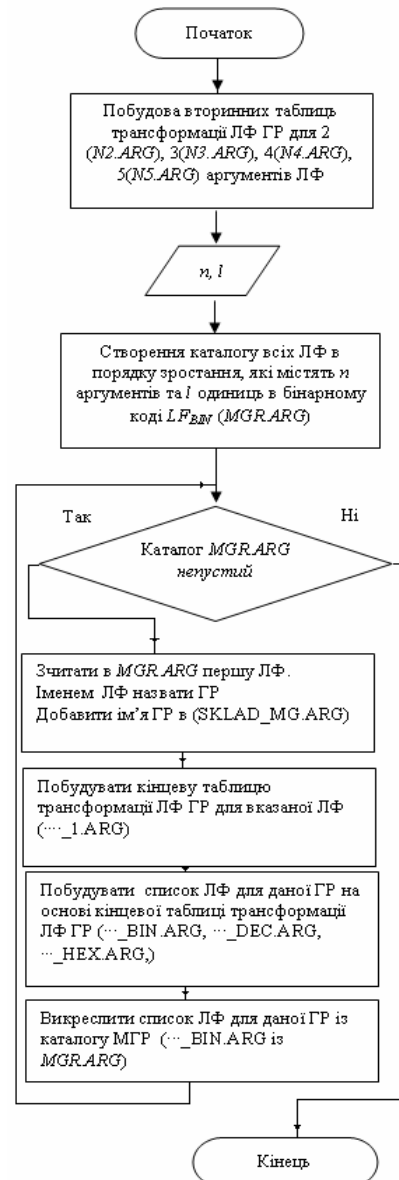 Початок
Побудова вторинних таблиць
трансформації ЛФ ГР для 2
(N2.ARG), 3(N3.ARG), 4(N4.ARG),
5(N5.ARG) аргументів ЛФ
n, l
Створення каталогу всіх ЛФ в
порядку зростання, які містять n
аргументів та l одиниць в бінарному
коді LF_BIN (MGR.ARG)
Так
Ні
Каталог MGR.ARG
непустий
Зчитати в MGR.ARG першу ЛФ.
Іменем ЛФ назвати ГР
Добавити ім'я ГР в (SKLAD_MG.ARG)
Побудувати кінцеву таблицю
трансформації ЛФ ГР для вказаної ЛФ
(····_1.ARG)
Побудувати список ЛФ для даної ГР на
основі кінцевої таблиці трансформації
ЛФ ГР (···_BIN.ARG, ···_DEC.ARG,
···_HEX.ARG,)
Викреслити список ЛФ для даної ГР із
каталогу МГР (···_BIN.ARG із
MGR.ARG)
Кінець